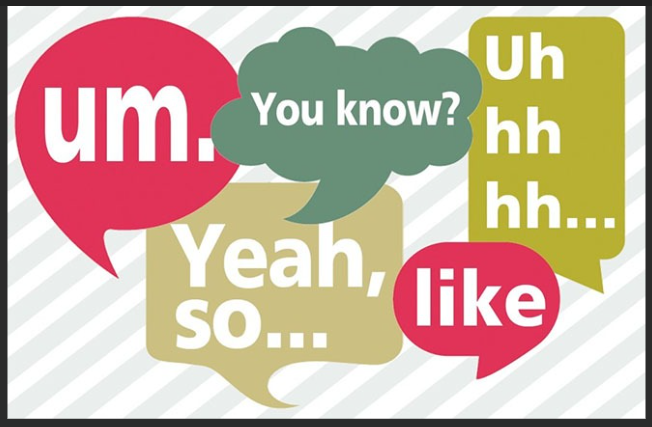 um.
You know?
Uh
hh
hh...
Yeah,
so...
like